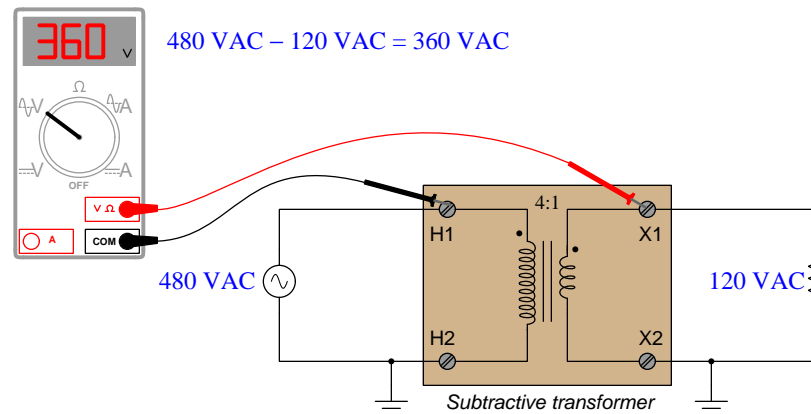 360 V
480 VAC − 120 VAC = 360 VAC
Ω
V A
V A
OFF
V Ω
A COM
4:1
H1 X1
480 VAC 120 VAC
H2 X2
Subtractive transformer